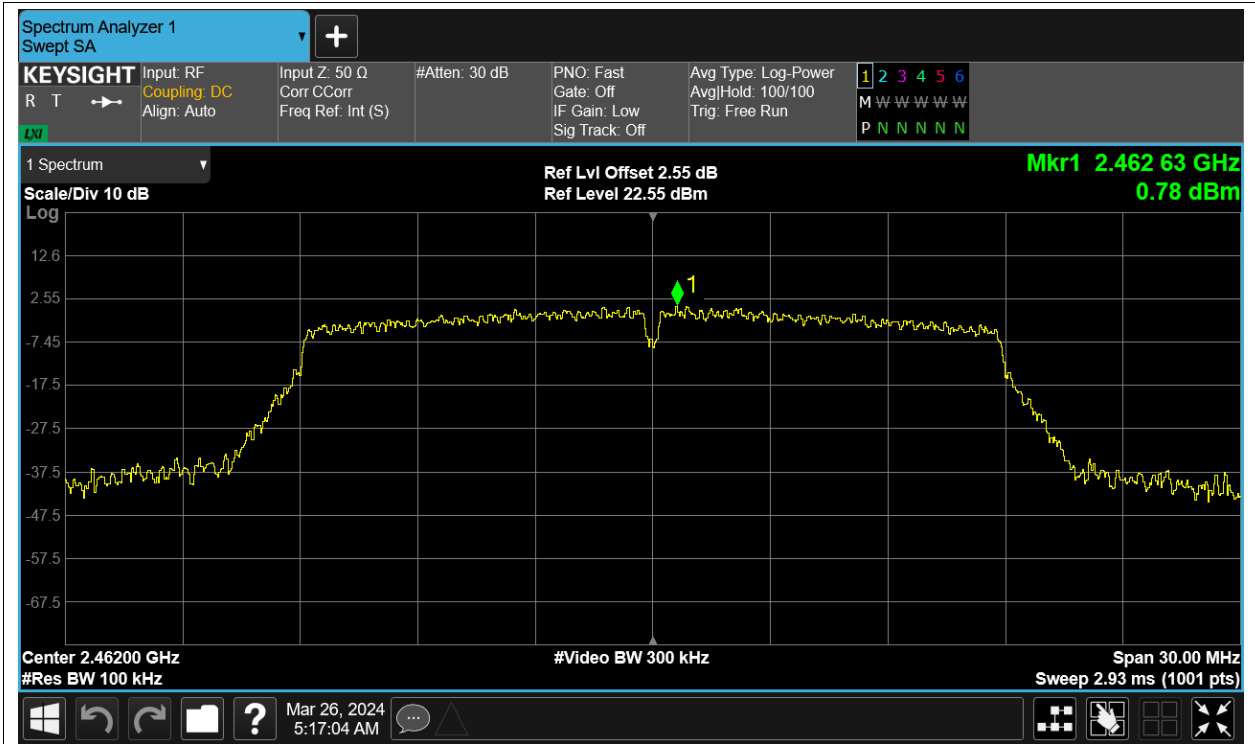 Spectrum Analyzer 1
Swept SA
KEYSIGHT
R T
LXI
Input: RF
Coupling: DC
Align: Auto
Input Z: 50 Ω
Corr CCorr
Freq Ref: Int (S)
#Atten: 30 dB
PNO: Fast
Gate: Off
IF Gain: Low
Sig Track: Off
Avg Type: Log-Power
Avg|Hold: 100/100
Trig: Free Run
1 2 3 4 5 6
M W W W W W
P N N N N N
1 Spectrum
Scale/Div 10 dB
Log
Ref Lvl Offset 2.55 dB
Ref Level 22.55 dBm
Mkr1 2.462 63 GHz
0.78 dBm
12.6
2.55
-7.45
-17.5
-27.5
-37.5
-47.5
-57.5
-67.5
1
Center 2.46200 GHz
#Video BW 300 kHz
Span 30.00 MHz
#Res BW 100 kHz
Sweep 2.93 ms (1001 pts)
?
Mar 26, 2024
5:17:04 AM